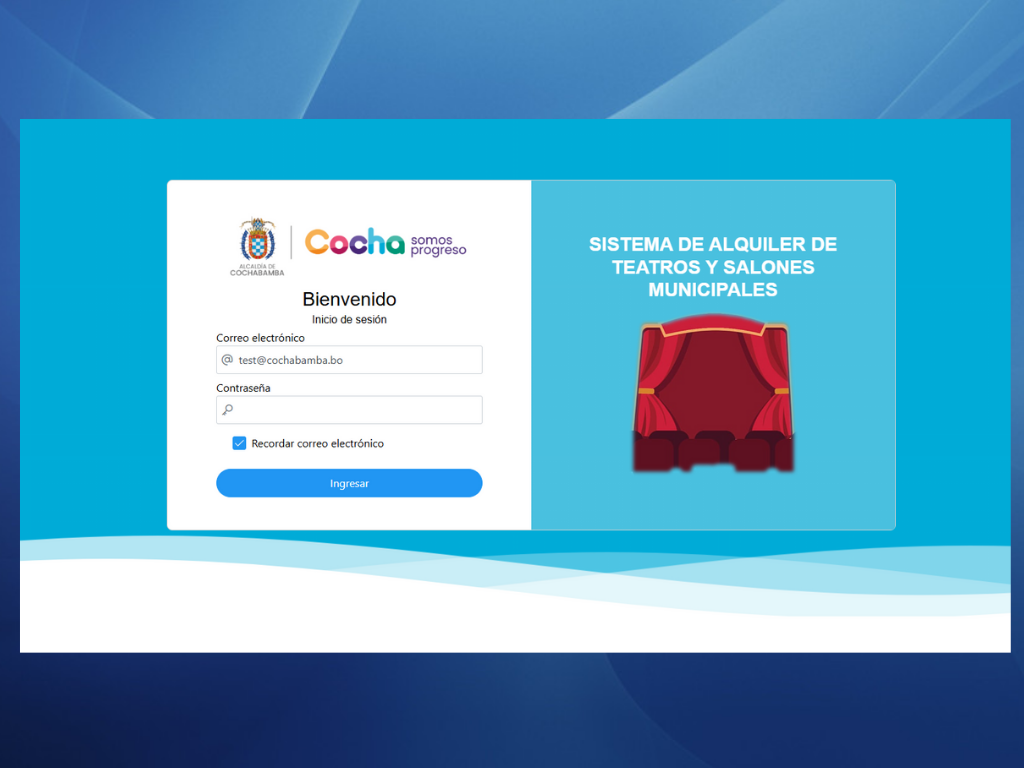 ALCALDÍA DE
COCHABAMBA
Cocha somos
progreso
Bienvenido
Inicio de sesión
Correo electrónico
@ test@cochabamba.bo
Contraseña
Recordar correo electrónico
Ingresar
SISTEMA DE ALQUILER DE
TEATROS Y SALONES
MUNICIPALES